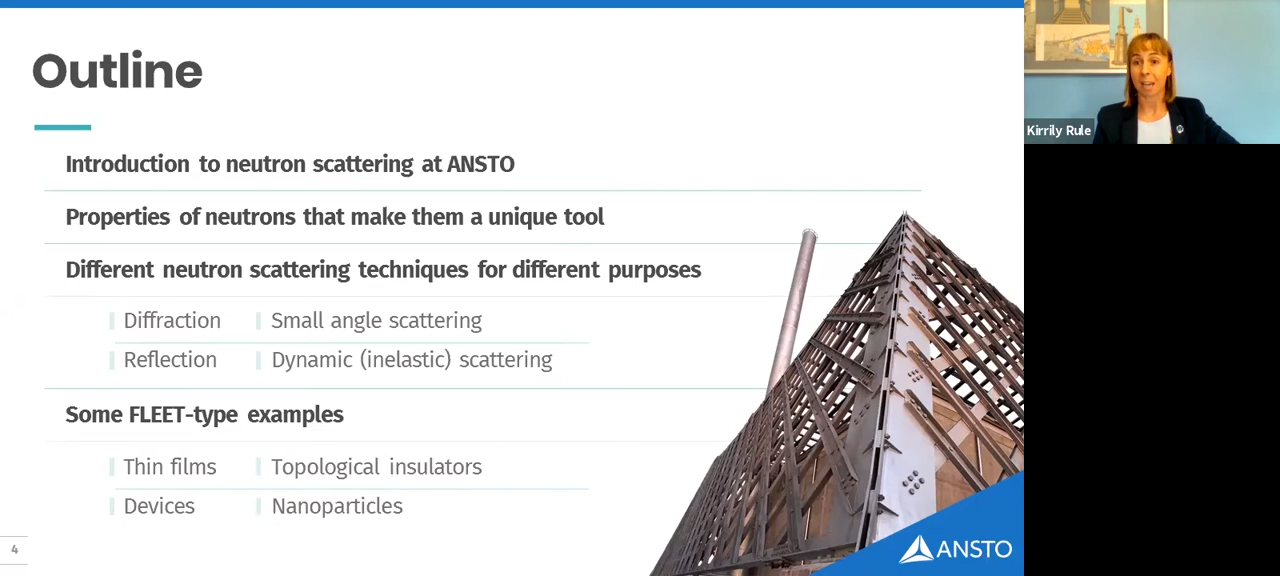 Outline
Introduction to neutron scattering at ANSTO
Properties of neutrons that make them a unique tool
Different neutron scattering techniques for different purposes
Diffraction
Small angle scattering
Reflection
Dynamic (inelastic) scattering
Some FLEET-type examples
Thin films
Topological insulators
Devices
Nanoparticles
4
ANSTO
Kirrily Rule